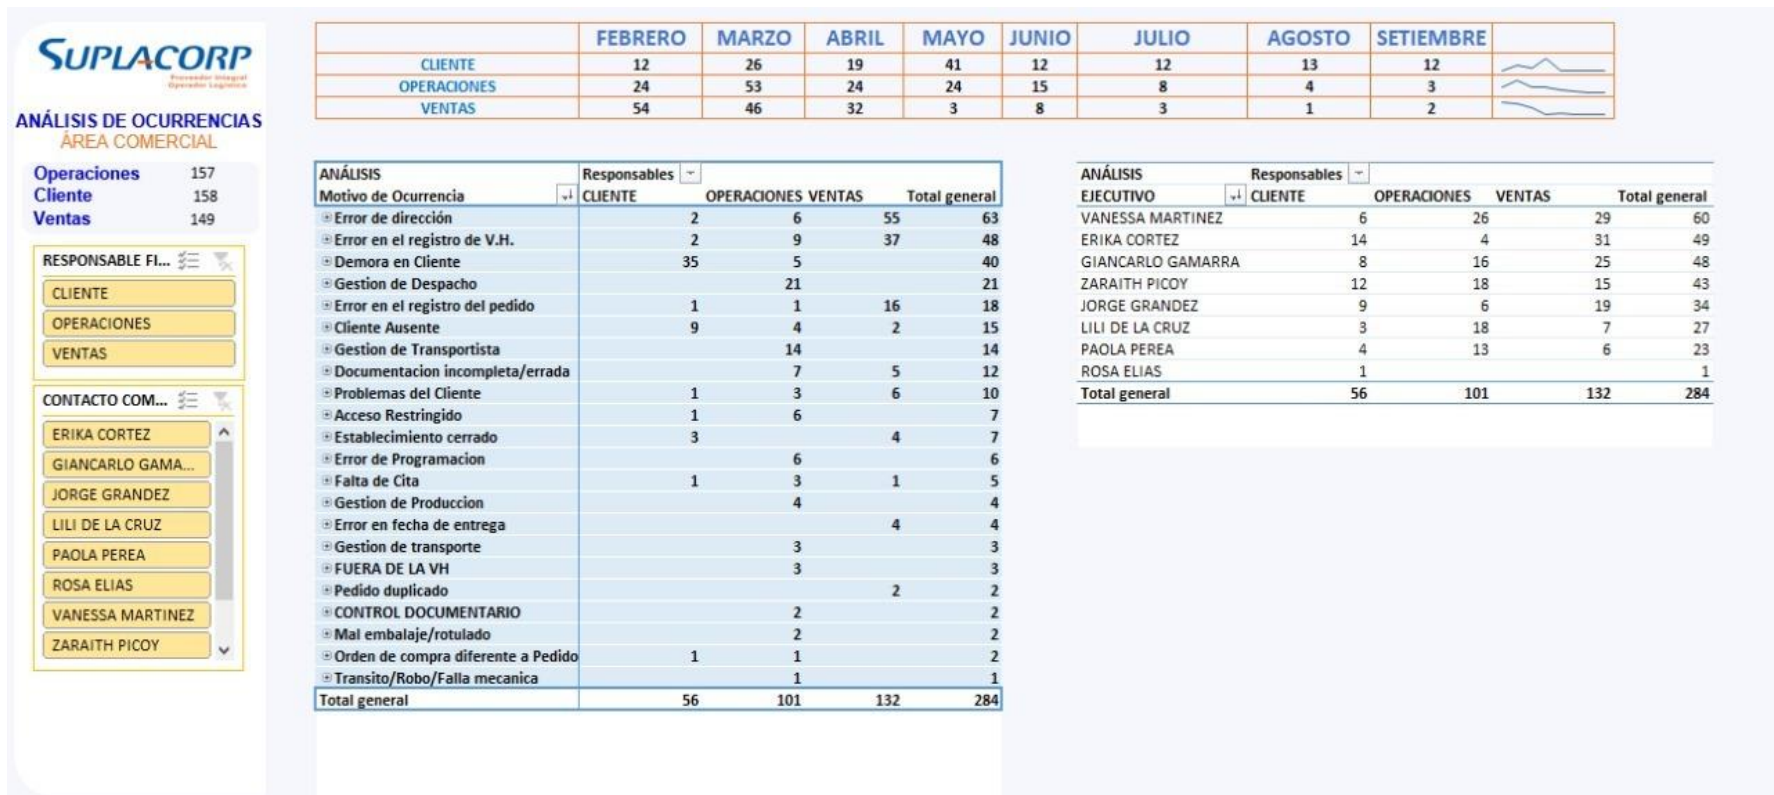 SUPLACORP
Proveedor Integral
Operador Logístico
ANÁLISIS DE OCURRENCIAS
ÁREA COMERCIAL
Operaciones 157
Cliente 158
Ventas 149
RESPONSABLE FI...
CLIENTE
OPERACIONES
VENTAS
CONTACTO COM...
ERIKA CORTEZ
GIANCARLO GAMA...
JORGE GRANDEZ
LILI DE LA CRUZ
PAOLA PEREA
ROSA ELIAS
VANESSA MARTINEZ
ZARAITH PICOY
FEBRERO MARZO ABRIL MAYO JUNIO JULIO AGOSTO SETIEMBRE
CLIENTE 12 26 19 41 12 12 13 12
OPERACIONES 24 53 24 24 15 8 4 3
VENTAS 54 46 32 3 8 3 1 2
ANÁLISIS Responsables
Motivo de Ocurrencia CLIENTE OPERACIONES VENTAS Total general
Error de dirección 2 6 55 63
Error en el registro de V.H. 2 9 37 48
Demora en Cliente 35 5 40
Gestion de Despacho 21 21
Error en el registro del pedido 1 1 16 18
Cliente Ausente 9 4 2 15
Gestion de Transportista 14 14
Documentacion incompleta/errada 7 5 12
Problemas del Cliente 1 3 6 10
Acceso Restringido 1 6 7
Establecimiento cerrado 3 4 7
Error de Programacion 6 6
Falta de Cita 1 3 1 5
Gestion de Produccion 4 4
Error en fecha de entrega 4 4
Gestion de transporte 3 3
FUERA DE LA VH 3 3
Pedido duplicado 2 2
CONTROL DOCUMENTARIO 2 2
Mal embalaje/rotulado 2 2
Orden de compra diferente a Pedido 1 1 2
Transito/Robo/Falla mecanica 1 1
Total general 56 101 132 284
ANÁLISIS Responsables
EJECUTIVO CLIENTE OPERACIONES VENTAS Total general
VANESSA MARTINEZ 6 26 29 60
ERIKA CORTEZ 14 4 31 49
GIANCARLO GAMARRA 8 16 25 48
ZARAITH PICOY 12 18 15 43
JORGE GRANDEZ 9 6 19 34
LILI DE LA CRUZ 3 18 7 27
PAOLA PEREA 4 13 6 23
ROSA ELIAS 1 1
Total general 56 101 132 284